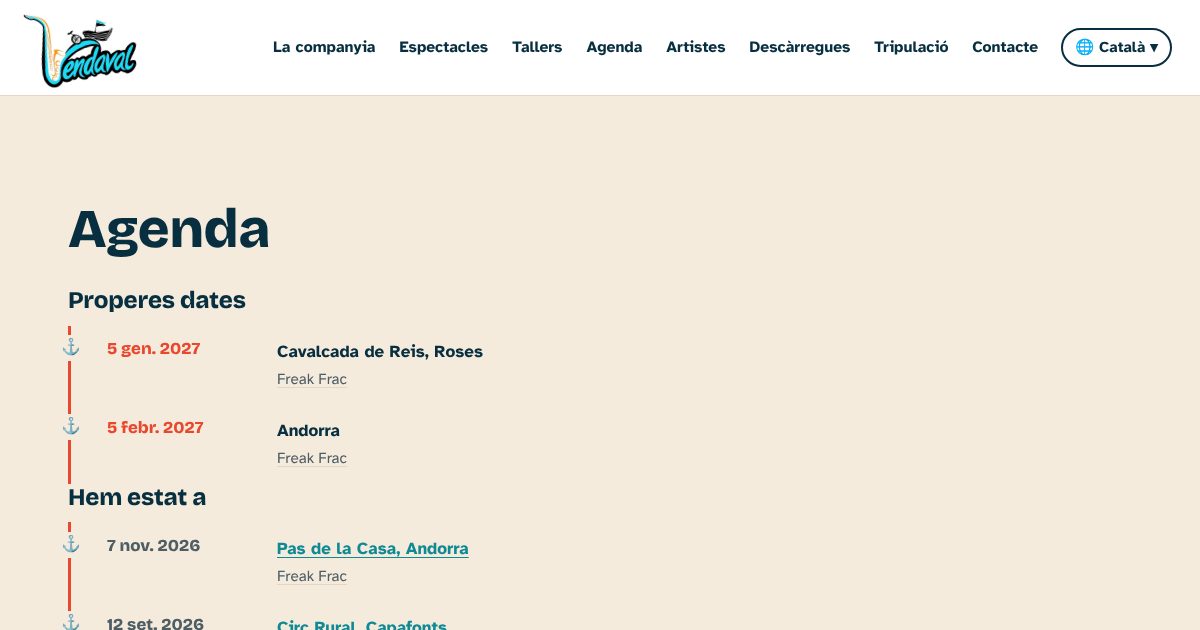 Vendaval
La companyia Espectacles Tallers Agenda Artistes Descàrregues Tripulació Contacte Català ▾
Agenda
Properes dates
5 gen. 2027 Cavalcada de Reis, Roses
Freak Frac
5 febr. 2027 Andorra
Freak Frac
Hem estat a
7 nov. 2026 Pas de la Casa, Andorra
Freak Frac
12 set. 2026 Circ Rural, Capafonts